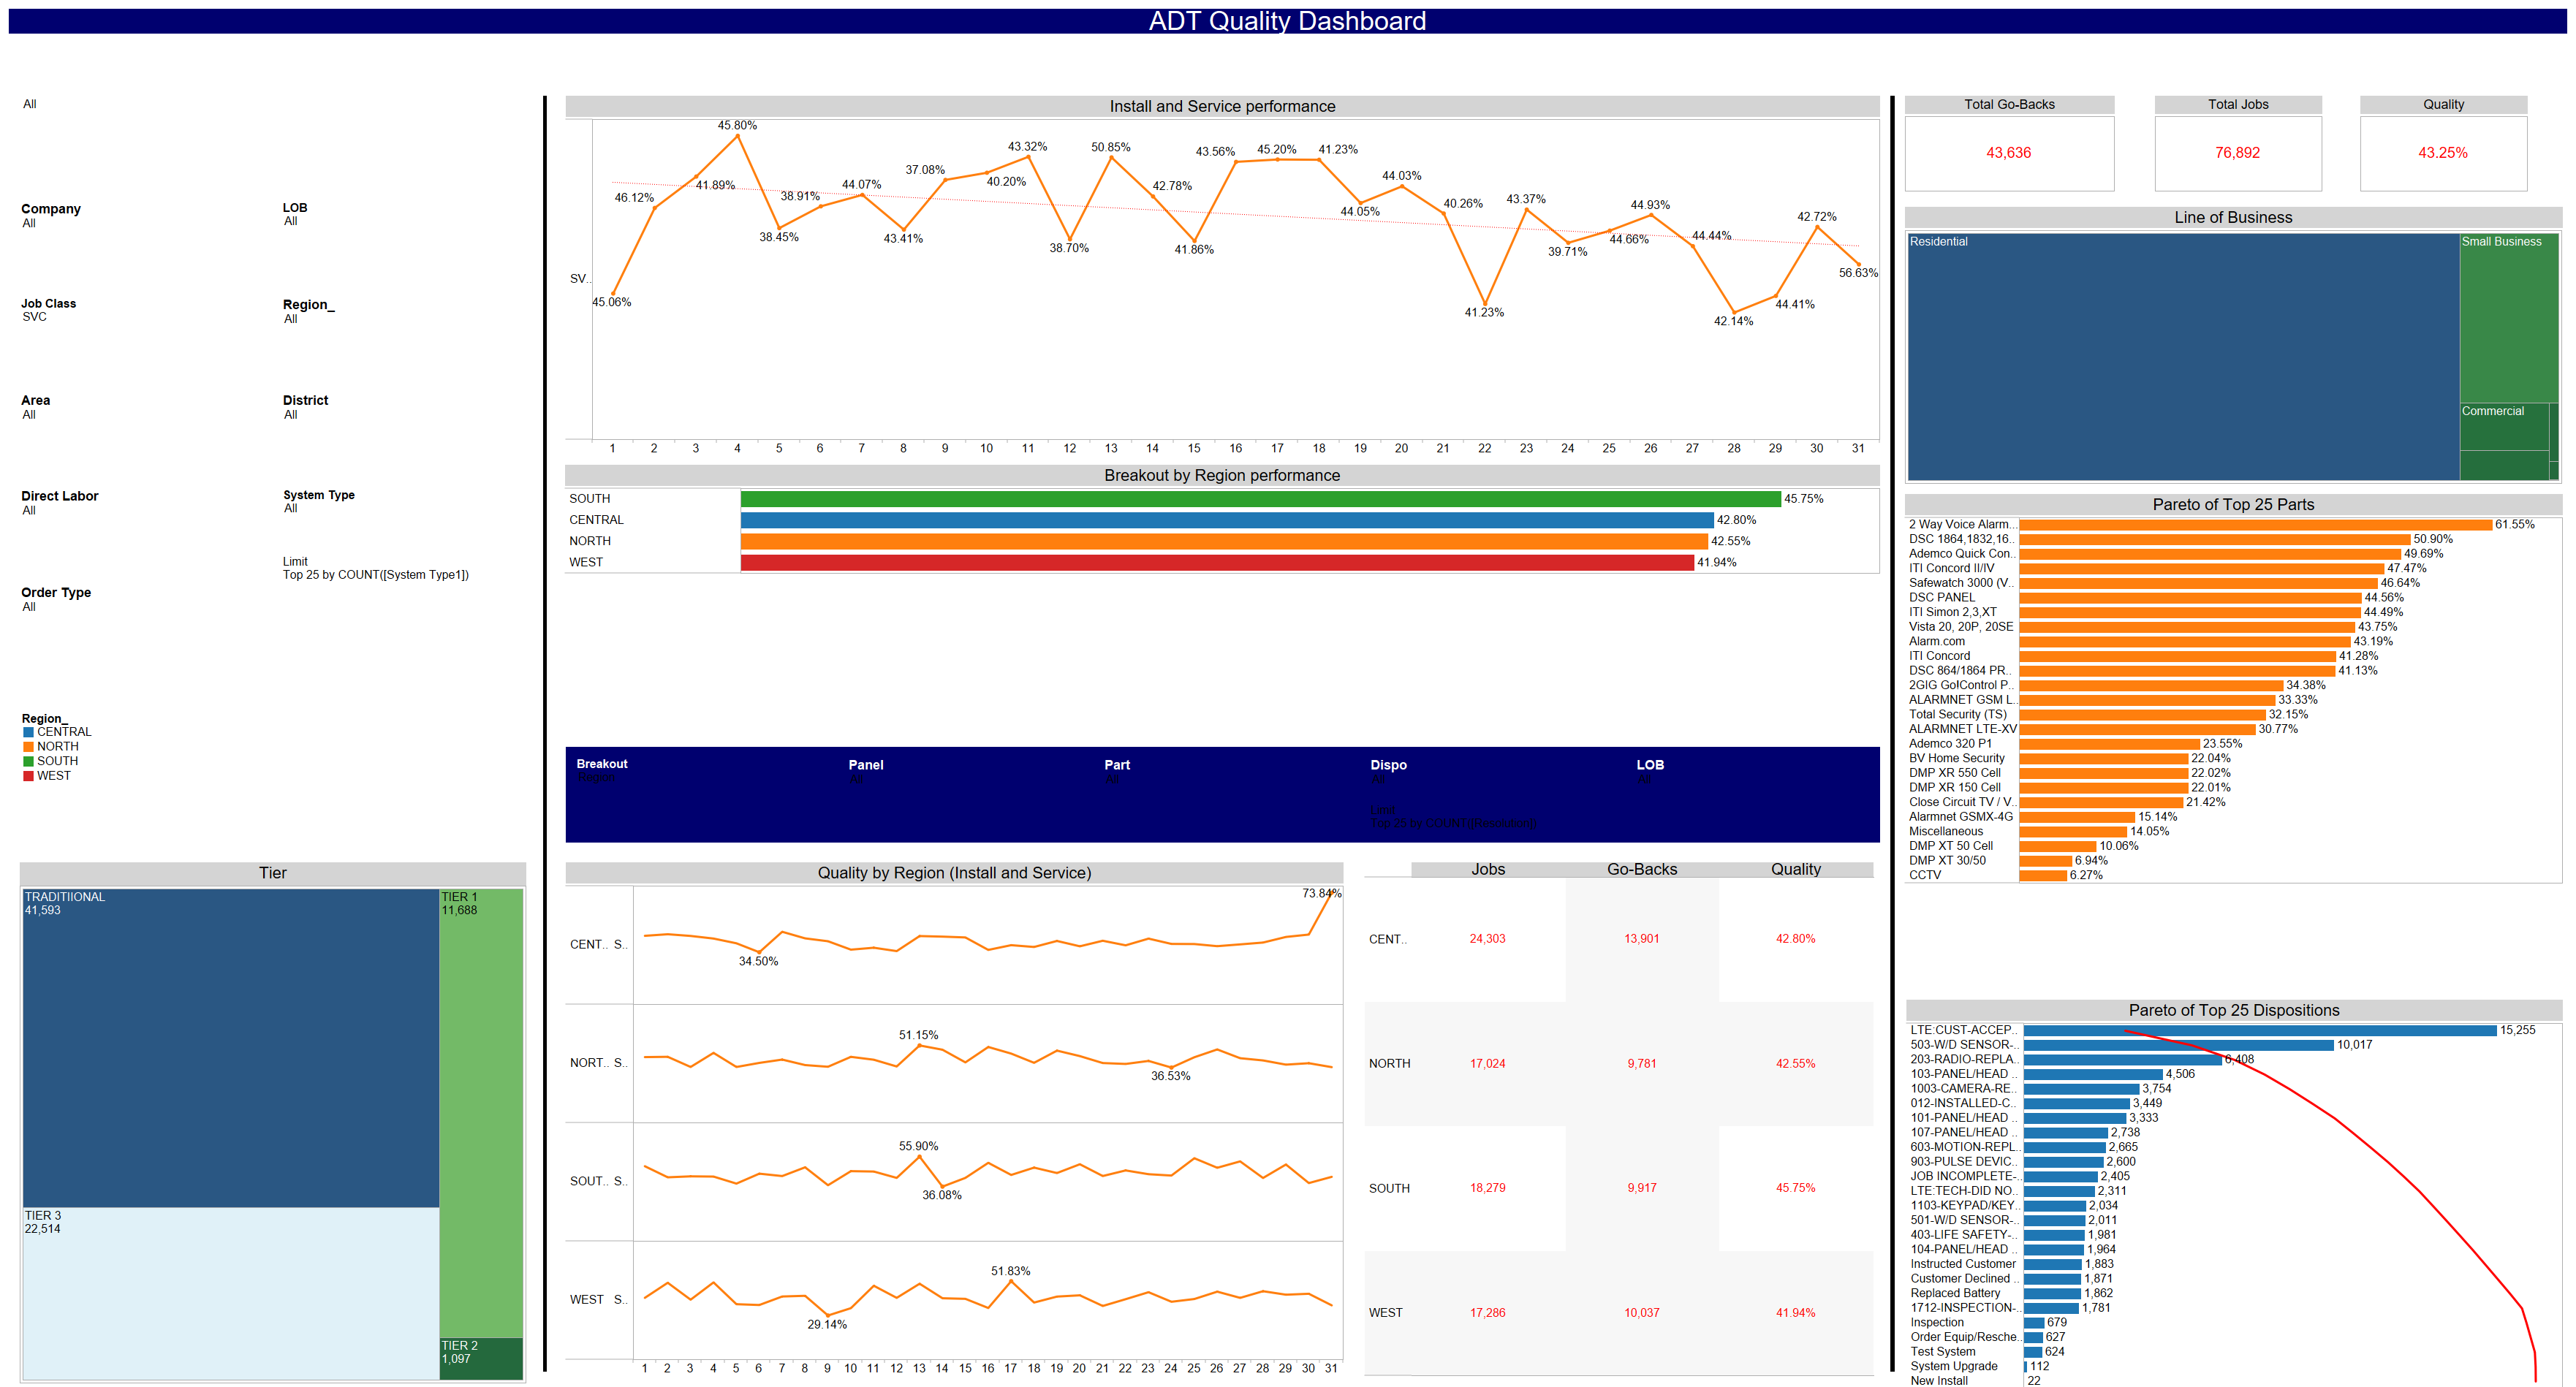 ADT Quality Dashboard
All
Company
All
LOB
All
Job Class
SVC
Region_
All
Area
All
District
All
Direct Labor
All
System Type
All
Limit
Top 25 by COUNT([System Type1])
Order Type
All
Region_
CENTRAL
NORTH
SOUTH
WEST
Tier
TRADITIIONAL
41,593
TIER 1
11,688
TIER 3
22,514
TIER 2
1,097
Install and Service performance
SV..
45.06%
46.12%
41.89%
45.80%
38.45%
38.91%
44.07%
43.41%
37.08%
40.20%
43.32%
38.70%
50.85%
42.78%
41.86%
43.56%
45.20%
41.23%
44.05%
44.03%
40.26%
41.23%
43.37%
39.71%
44.66%
44.93%
44.44%
42.14%
44.41%
42.72%
56.63%
1 2 3 4 5 6 7 8 9 10 11 12 13 14 15 16 17 18 19 20 21 22 23 24 25 26 27 28 29 30 31
Breakout by Region performance
SOUTH 45.75%
CENTRAL 42.80%
NORTH 42.55%
WEST 41.94%
Breakout Panel Part Dispo LOB
Region All All All All
Limit
Top 25 by COUNT([Resolution])
Quality by Region (Install and Service)
CENT.. S..
34.50%
73.84%
NORT.. S..
51.15%
36.53%
SOUT.. S..
55.90%
36.08%
WEST S..
29.14%
51.83%
1 2 3 4 5 6 7 8 9 10 11 12 13 14 15 16 17 18 19 20 21 22 23 24 25 26 27 28 29 30 31
Jobs Go-Backs Quality
CENT.. 24,303 13,901 42.80%
NORTH 17,024 9,781 42.55%
SOUTH 18,279 9,917 45.75%
WEST 17,286 10,037 41.94%
Total Go-Backs
43,636
Total Jobs
76,892
Quality
43.25%
Line of Business
Residential
Small Business
Commercial
Pareto of Top 25 Parts
2 Way Voice Alarm... 61.55%
DSC 1864,1832,16.. 50.90%
Ademco Quick Con.. 49.69%
ITI Concord II/IV 47.47%
Safewatch 3000 (V.. 46.64%
DSC PANEL 44.56%
ITI Simon 2,3,XT 44.49%
Vista 20, 20P, 20SE 43.75%
Alarm.com 43.19%
ITI Concord 41.28%
DSC 864/1864 PR.. 41.13%
2GIG Go!Control P.. 34.38%
ALARMNET GSM L.. 33.33%
Total Security (TS) 32.15%
ALARMNET LTE-XV 30.77%
Ademco 320 P1 23.55%
BV Home Security 22.04%
DMP XR 550 Cell 22.02%
DMP XR 150 Cell 22.01%
Close Circuit TV / V.. 21.42%
Alarmnet GSMX-4G 15.14%
Miscellaneous 14.05%
DMP XT 50 Cell 10.06%
DMP XT 30/50 6.94%
CCTV 6.27%
Pareto of Top 25 Dispositions
LTE:CUST-ACCEP.. 15,255
503-W/D SENSOR-.. 10,017
203-RADIO-REPLA.. 6,408
103-PANEL/HEAD .. 4,506
1003-CAMERA-RE.. 3,754
012-INSTALLED-C.. 3,449
101-PANEL/HEAD .. 3,333
107-PANEL/HEAD .. 2,738
603-MOTION-REPL.. 2,665
903-PULSE DEVIC.. 2,600
JOB INCOMPLETE-.. 2,405
LTE:TECH-DID NO.. 2,311
1103-KEYPAD/KEY.. 2,034
501-W/D SENSOR-.. 2,011
403-LIFE SAFETY-.. 1,981
104-PANEL/HEAD .. 1,964
Instructed Customer 1,883
Customer Declined .. 1,871
Replaced Battery 1,862
1712-INSPECTION-.. 1,781
Inspection 679
Order Equip/Resche.. 627
Test System 624
System Upgrade 112
New Install 22